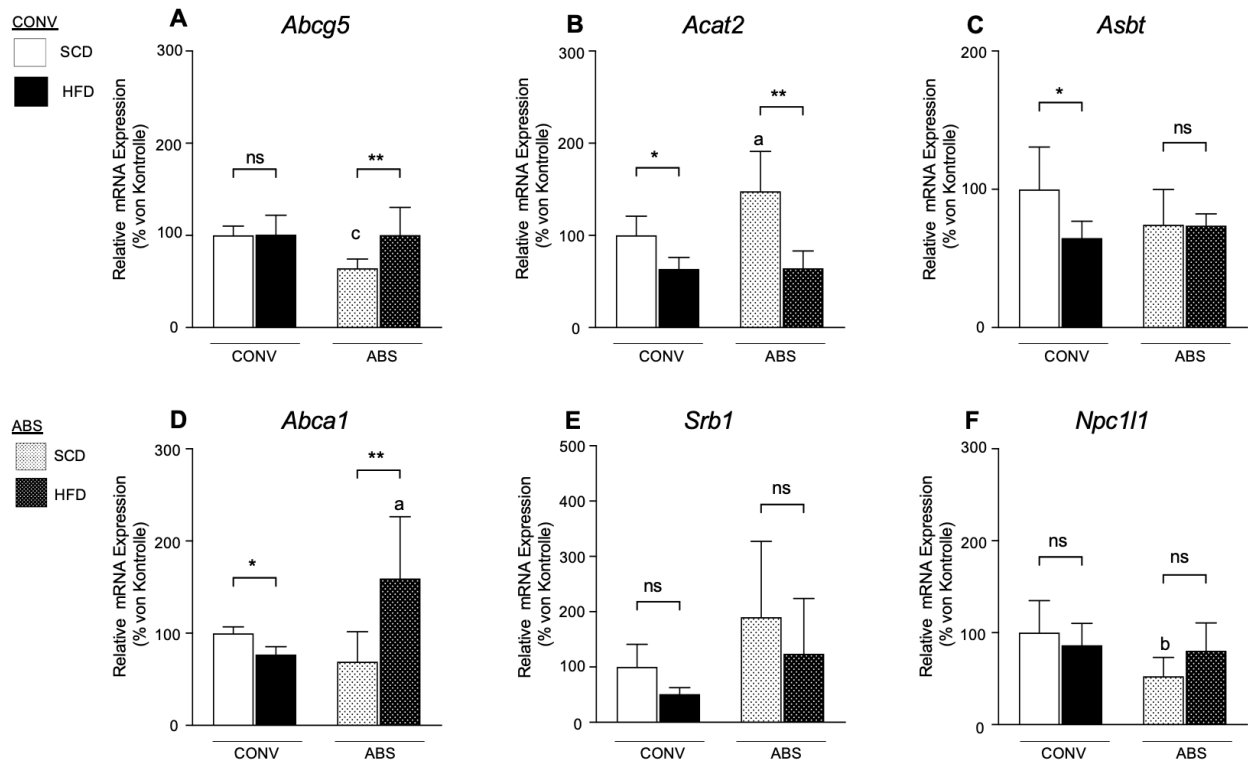 CONV
SCD
HFD
A
Abcg5
Relative mRNA Expression
(% von Kontrolle)
300
200
100
0
ns
**
c
CONV
ABS
B
Acat2
Relative mRNA Expression
(% von Kontrolle)
300
200
100
0
*
**
a
CONV
ABS
C
Asbt
Relative mRNA Expression
(% von Kontrolle)
200
100
0
*
ns
CONV
ABS
ABS
SCD
HFD
D
Abca1
Relative mRNA Expression
(% von Kontrolle)
300
200
100
0
*
**
a
CONV
ABS
E
Srb1
Relative mRNA Expression
(% von Kontrolle)
500
400
300
200
100
0
ns
ns
CONV
ABS
F
Npc1l1
Relative mRNA Expression
(% von Kontrolle)
300
200
100
0
ns
ns
b
CONV
ABS